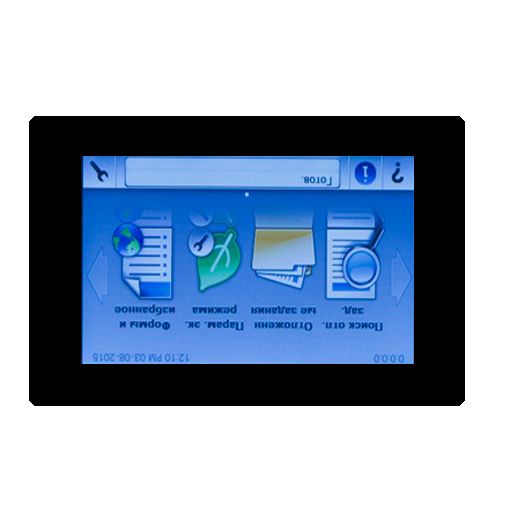 0.0.0.0 12:10 PM 03-08-2015
Поиск отл. зад.
Отложенн
ые задания
Парам. эк.
режима
Формы и
избранное
? i Готов.